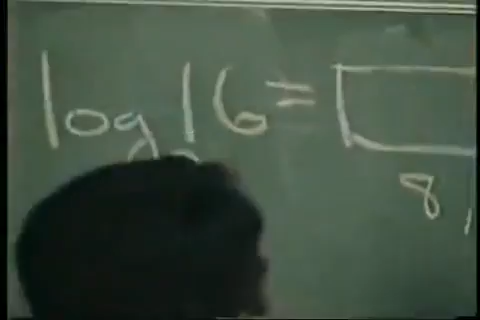 log 16 =
8,